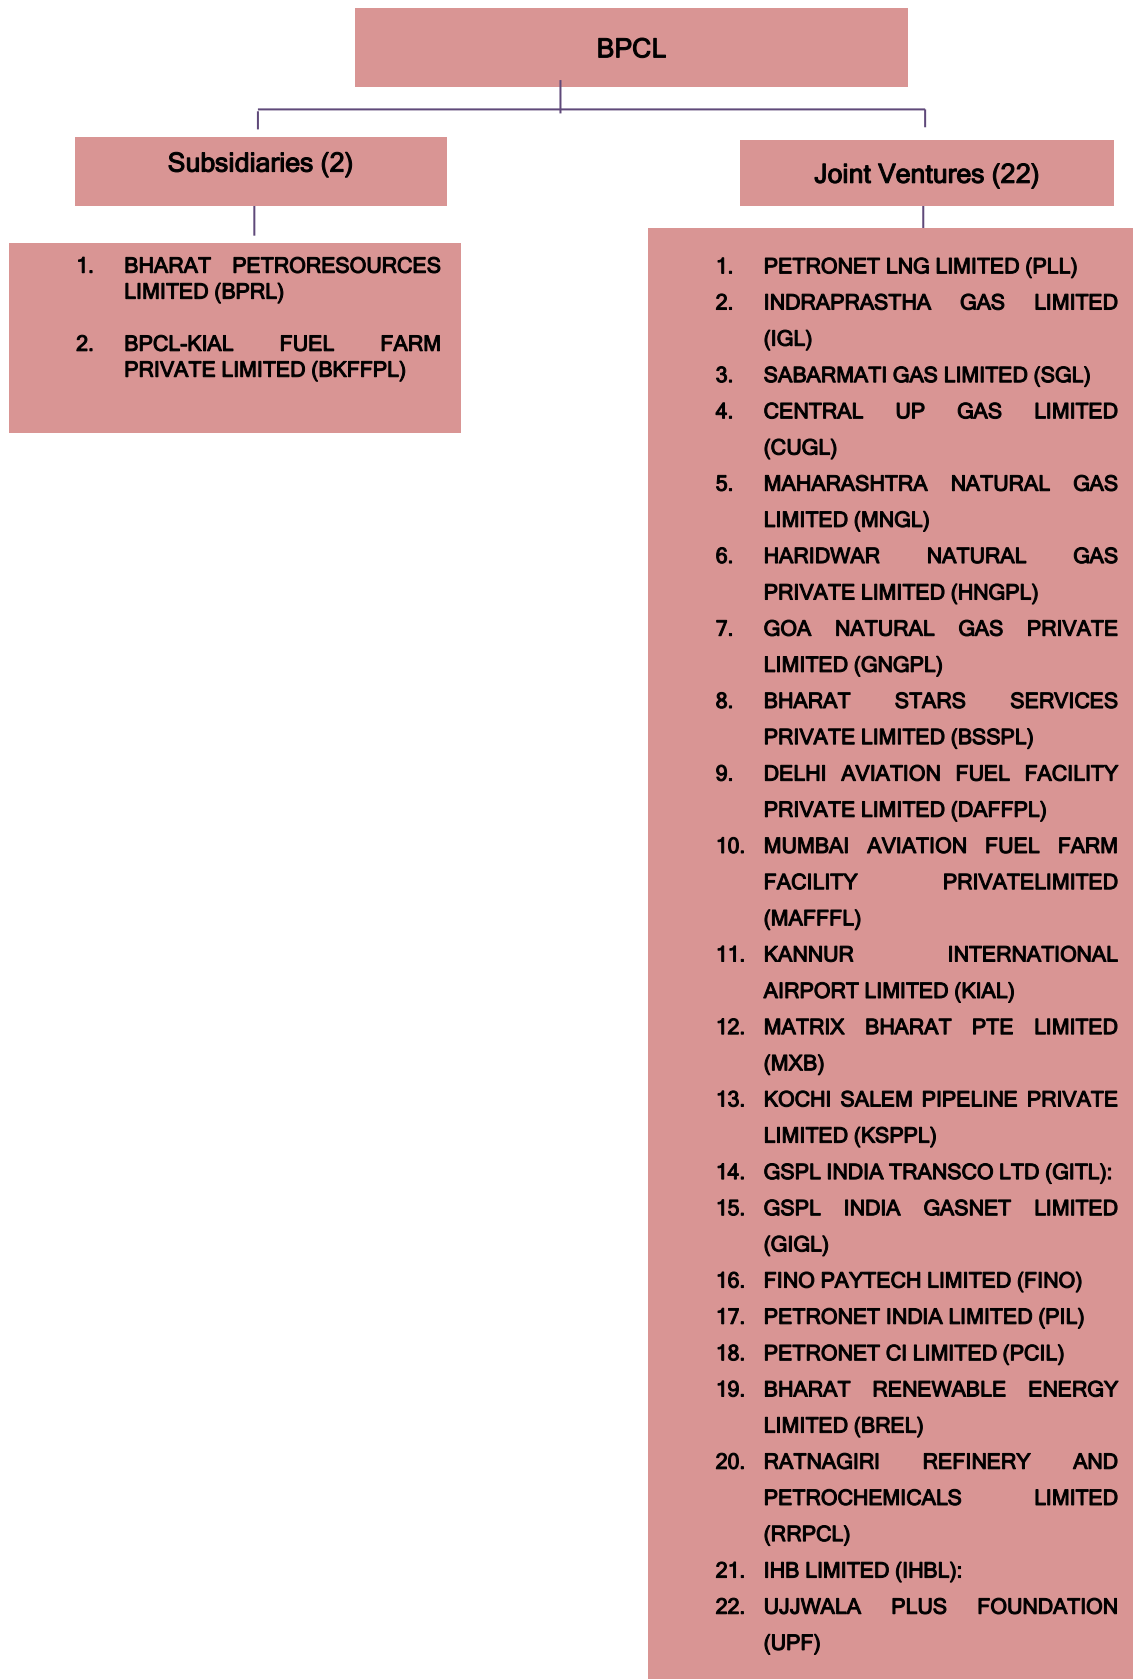 BPCL
Subsidiaries (2)
1. BHARAT PETRORESOURCES
LIMITED (BPRL)
2. BPCL-KIAL FUEL FARM
PRIVATE LIMITED (BKFFPL)
Joint Ventures (22)
1. PETRONET LNG LIMITED (PLL)
2. INDRAPRASTHA GAS LIMITED
(IGL)
3. SABARMATI GAS LIMITED (SGL)
4. CENTRAL UP GAS LIMITED
(CUGL)
5. MAHARASHTRA NATURAL GAS
LIMITED (MNGL)
6. HARIDWAR NATURAL GAS
PRIVATE LIMITED (HNGPL)
7. GOA NATURAL GAS PRIVATE
LIMITED (GNGPL)
8. BHARAT STARS SERVICES
PRIVATE LIMITED (BSSPL)
9. DELHI AVIATION FUEL FACILITY
PRIVATE LIMITED (DAFFPL)
10. MUMBAI AVIATION FUEL FARM
FACILITY PRIVATELIMITED
(MAFFFL)
11. KANNUR INTERNATIONAL
AIRPORT LIMITED (KIAL)
12. MATRIX BHARAT PTE LIMITED
(MXB)
13. KOCHI SALEM PIPELINE PRIVATE
LIMITED (KSPPL)
14. GSPL INDIA TRANSCO LTD (GITL):
15. GSPL INDIA GASNET LIMITED
(GIGL)
16. FINO PAYTECH LIMITED (FINO)
17. PETRONET INDIA LIMITED (PIL)
18. PETRONET CI LIMITED (PCIL)
19. BHARAT RENEWABLE ENERGY
LIMITED (BREL)
20. RATNAGIRI REFINERY AND
PETROCHEMICALS LIMITED
(RRPCL)
21. IHB LIMITED (IHBL):
22. UJJWALA PLUS FOUNDATION
(UPF)